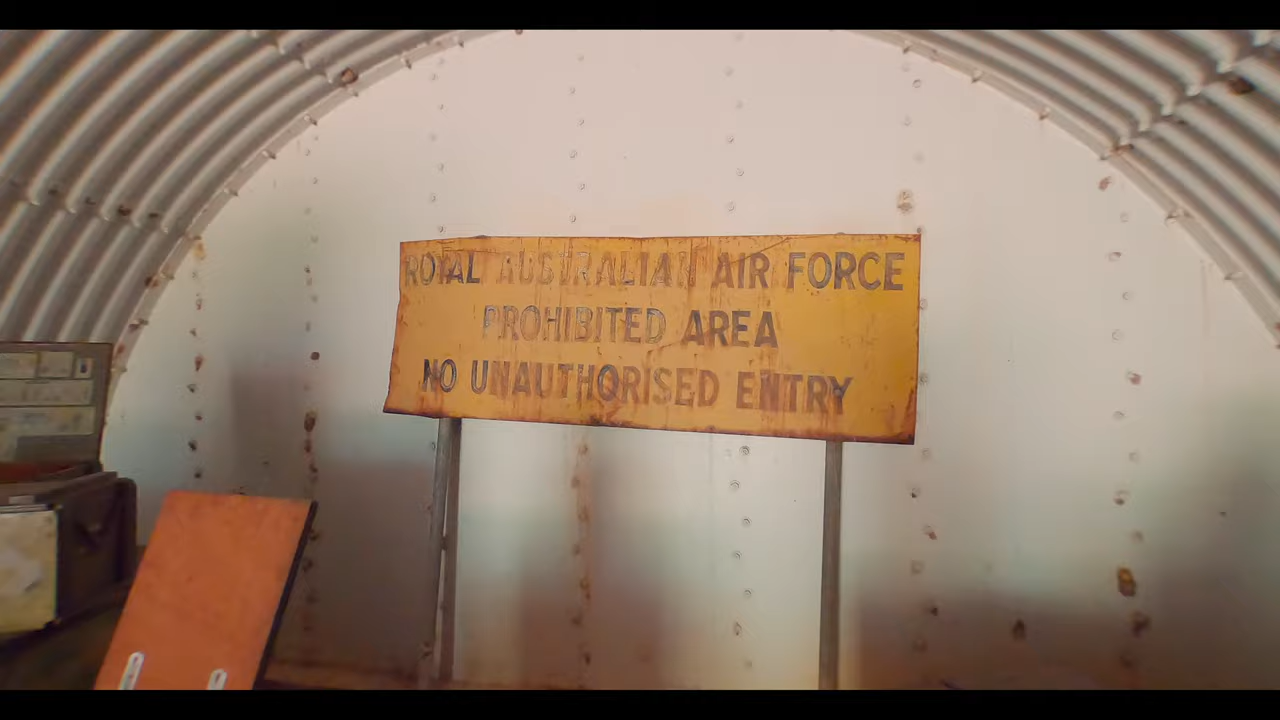 ROYAL AUSTRALIAN AIR FORCE
PROHIBITED AREA
NO UNAUTHORISED ENTRY